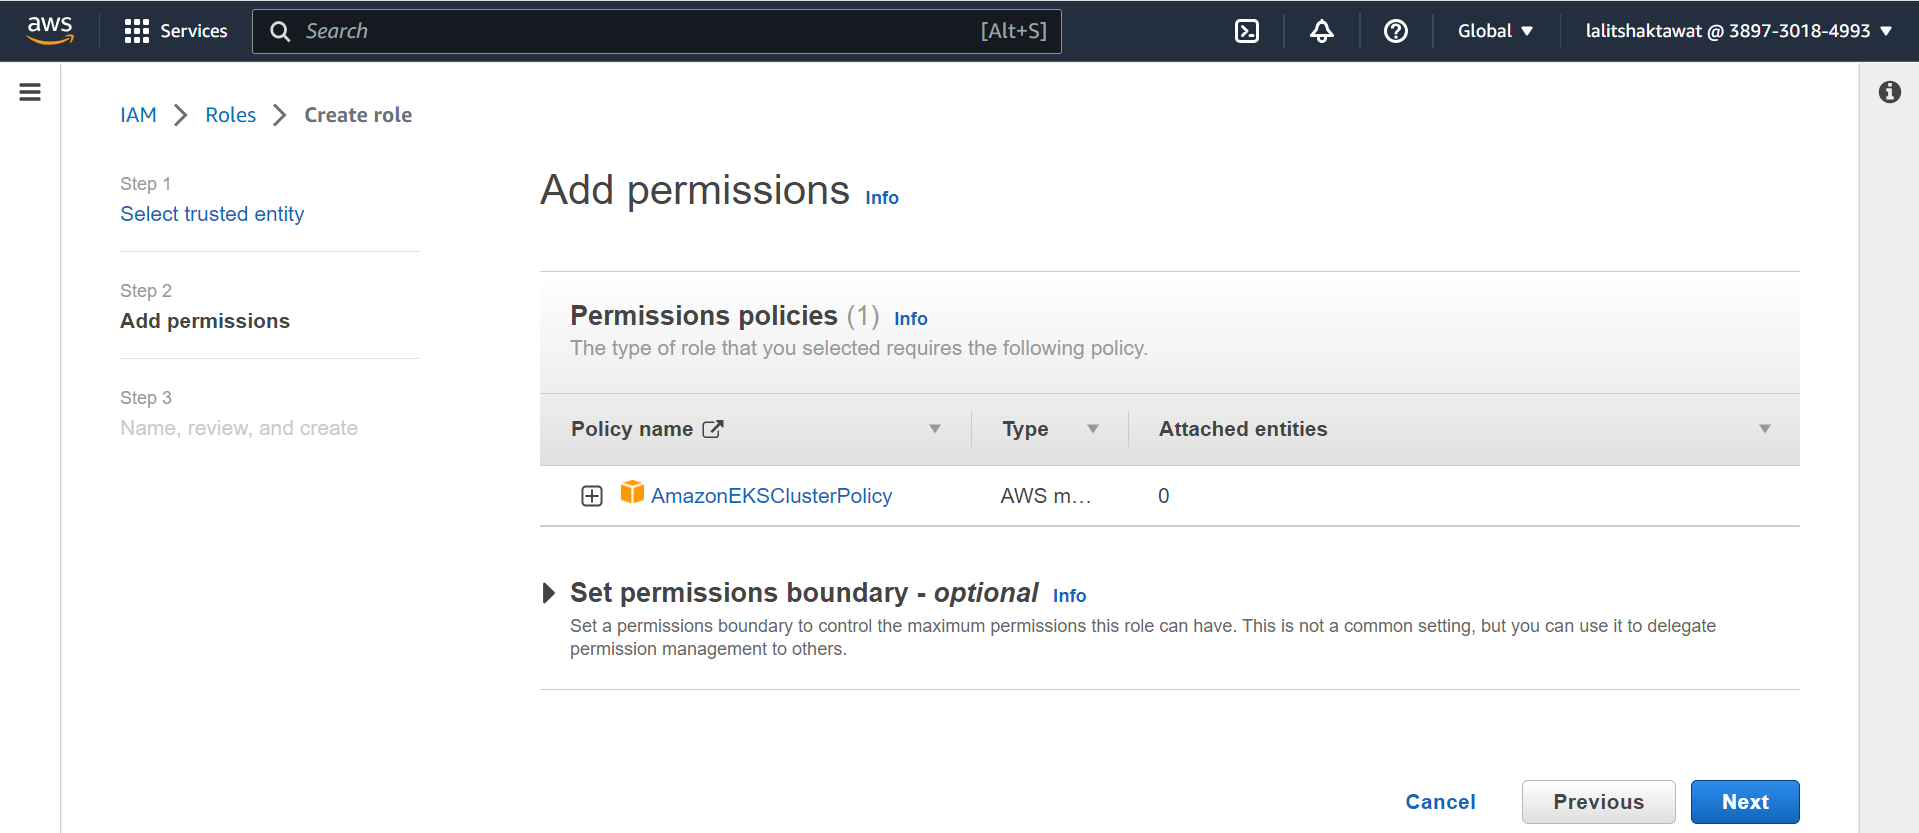 aws
Services
Search
[Alt+S]
Global
lalitshaktawat @ 3897-3018-4993
IAM
Roles
Create role
Step 1
Select trusted entity
Step 2
Add permissions
Step 3
Name, review, and create
Add permissions Info
Permissions policies (1) Info
The type of role that you selected requires the following policy.
Policy name
Type
Attached entities
AmazonEKSClusterPolicy
AWS m…
0
Set permissions boundary - optional Info
Set a permissions boundary to control the maximum permissions this role can have. This is not a common setting, but you can use it to delegate
permission management to others.
Cancel
Previous
Next